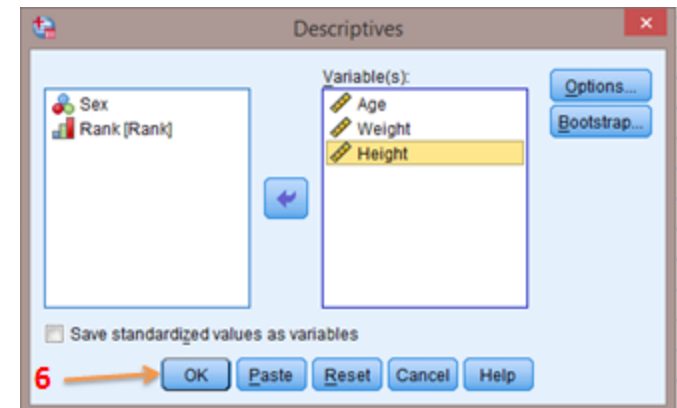 Descriptives
Variable(s):
Sex
Rank [Rank]
Age
Weight
Height
Options...
Bootstrap...
Save standardized values as variables
6
OK Paste Reset Cancel Help